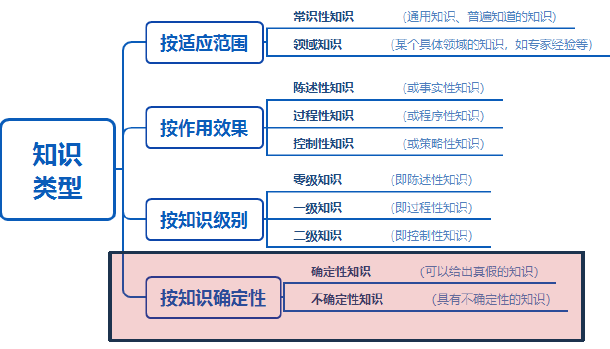 知识
类型
按适应范围
常识性知识 (通用知识、普遍知道的知识)
领域知识 (某个具体领域的知识，如专家经验等)
按作用效果
陈述性知识 (或事实性知识)
过程性知识 (或程序性知识)
控制性知识 (或策略性知识)
按知识级别
零级知识 (即陈述性知识)
一级知识 (即过程性知识)
二级知识 (即控制性知识)
按知识确定性
确定性知识 (可以给出真假的知识)
不确定性知识 (具有不确定性的知识)